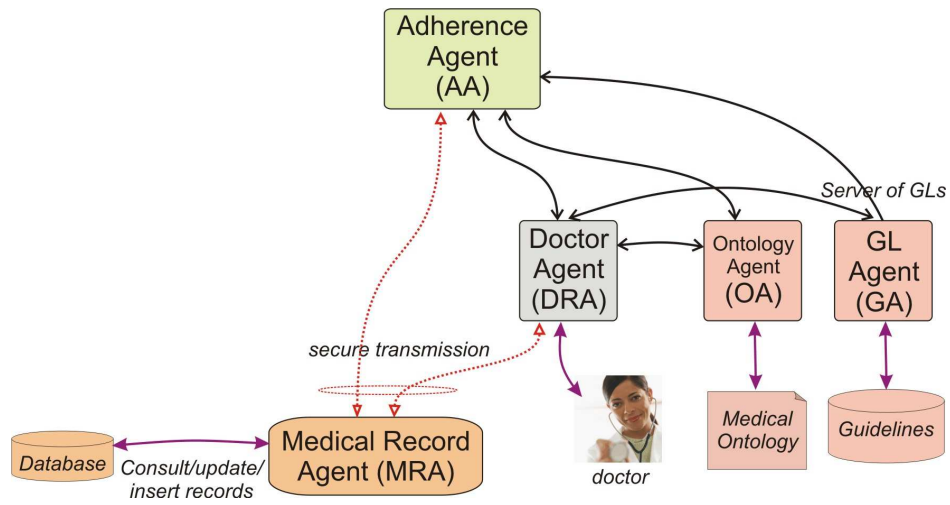 Adherence
Agent
(AA)
Server of GLs
Doctor
Agent
(DRA)
Ontology
Agent
(OA)
GL
Agent
(GA)
secure transmission
Medical Record
Agent (MRA)
Database
Consult/update/
insert records
doctor
Medical
Ontology
Guidelines